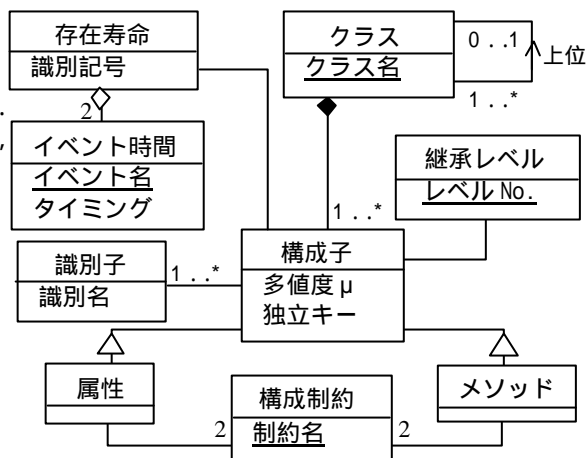 存在寿命
識別記号
クラス
クラス名
0 ..1
上位
1 ..*
2
イベント時間
イベント名
タイミング
継承レベル
レベル No.
1 ..*
構成子
多値度 μ
独立キー
識別子
識別名
1 ..*
属性
メソッド
構成制約
制約名
2
2